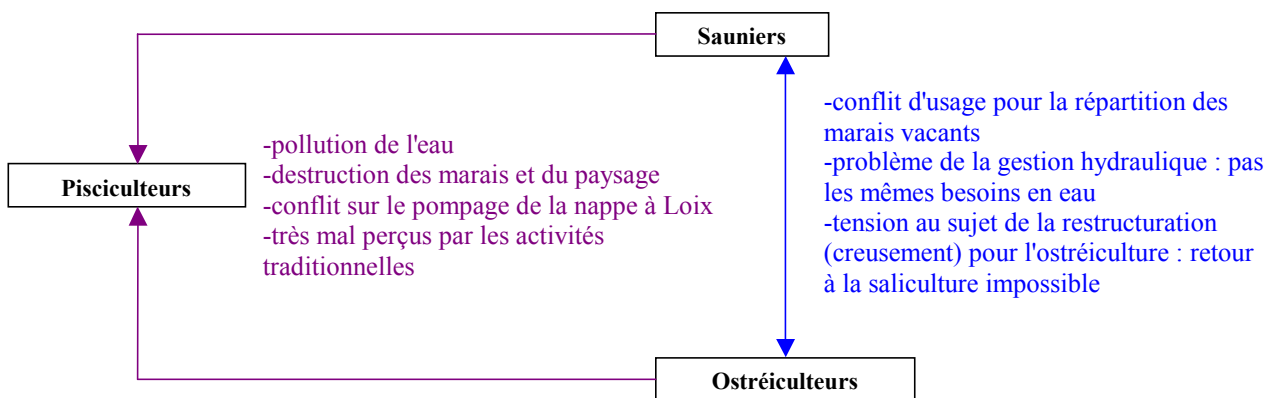 Sauniers
-conflit d'usage pour la répartition des
marais vacants
-problème de la gestion hydraulique : pas
les mêmes besoins en eau
-tension au sujet de la restructuration
(creusement) pour l'ostréiculture : retour
à la saliculture impossible
-pollution de l'eau
-destruction des marais et du paysage
-conflit sur le pompage de la nappe à Loix
-très mal perçus par les activités
traditionnelles
Pisciculteurs
Ostréiculteurs